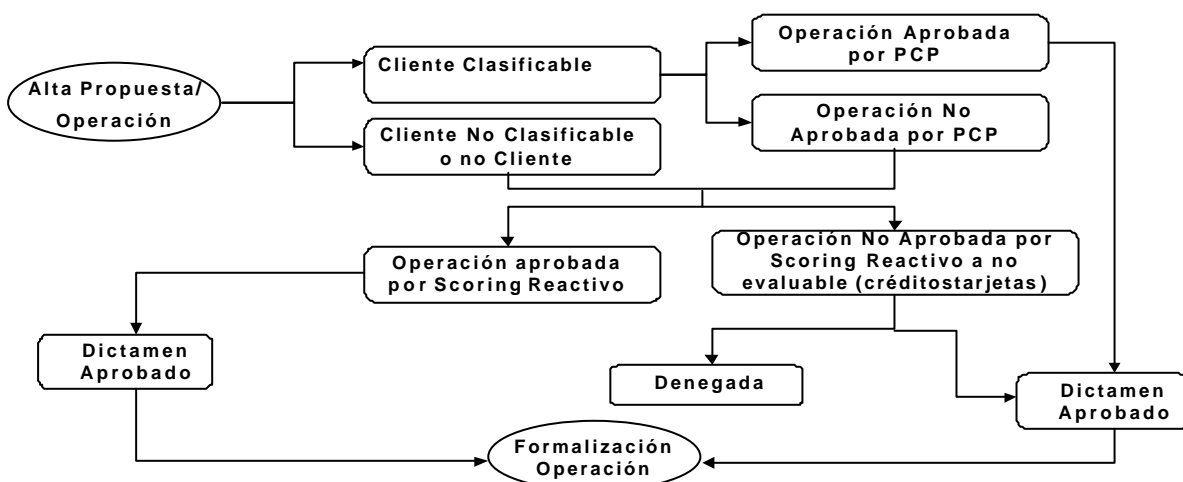 Alta Propuesta/
Operación
Cliente Clasificable
Cliente No Clasificable
o no Cliente
Operación Aprobada
por PCP
Operación No
Aprobada por PCP
Operación aprobada
por Scoring Reactivo
Operación No Aprobada por
Scoring Reactivo a no
evaluable (créditostarjetas)
Dictamen
Aprobado
Denegada
Dictamen
Aprobado
Formalización
Operación